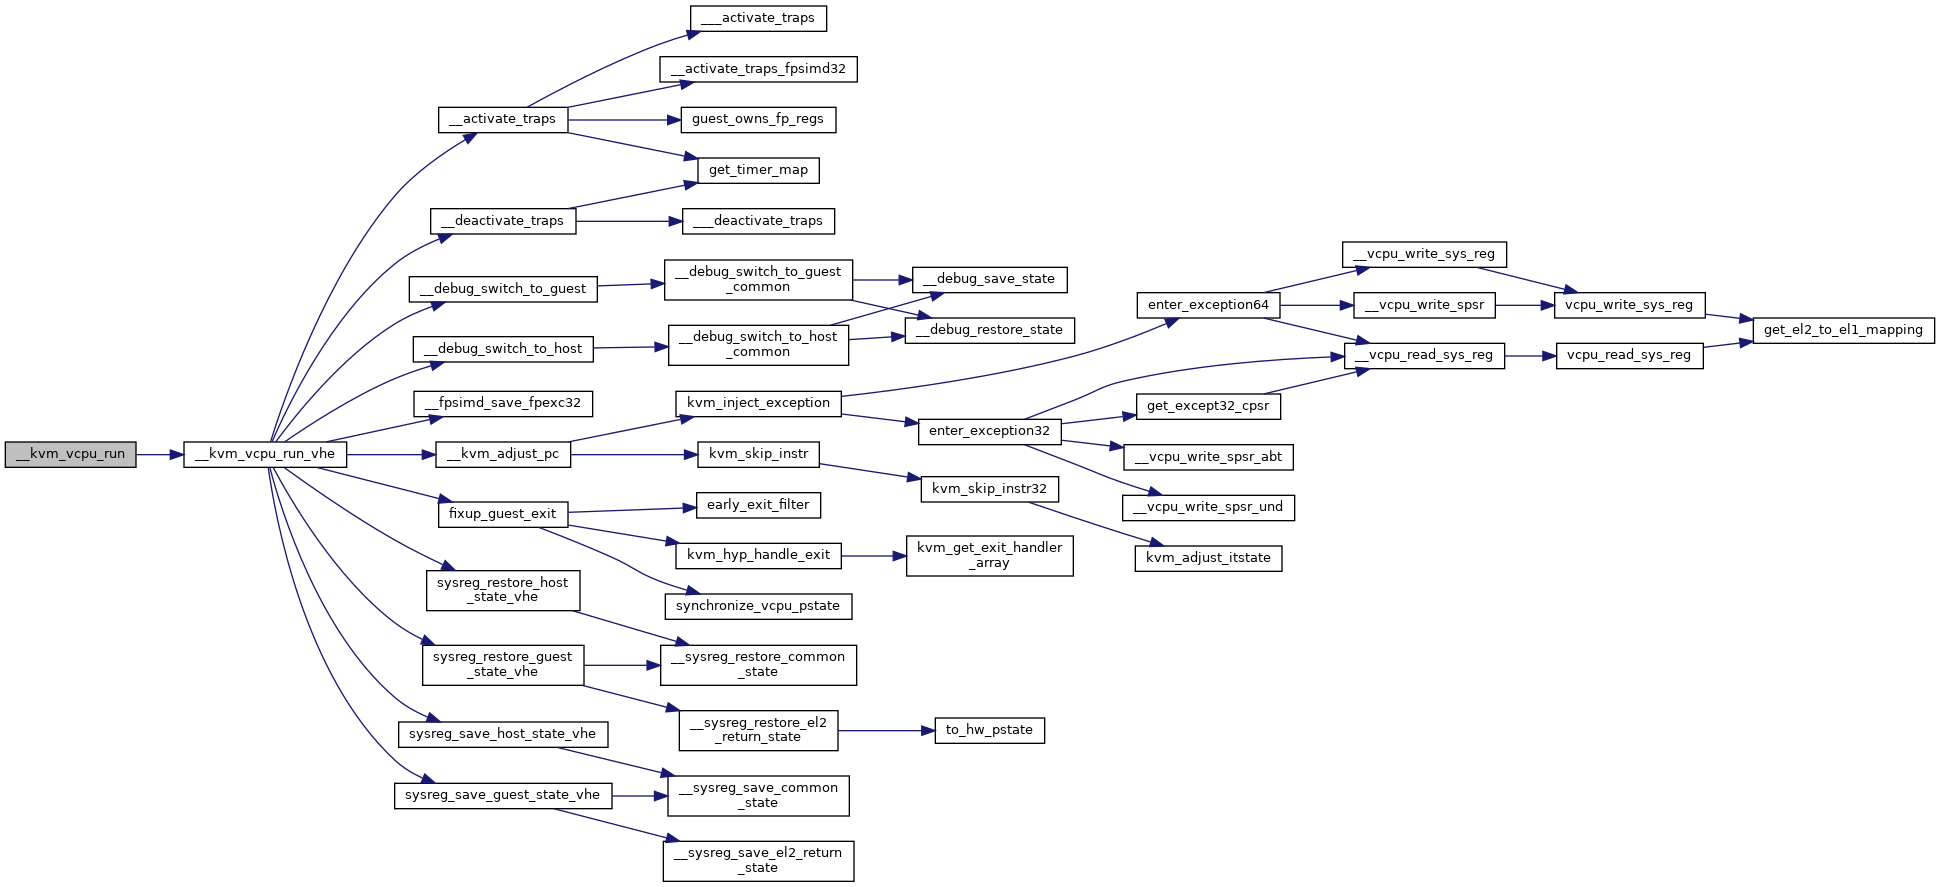 __kvm_vcpu_run
__kvm_vcpu_run_vhe
__activate_traps
__deactivate_traps
__debug_switch_to_guest
__debug_switch_to_host
__fpsimd_save_fpexc32
__kvm_adjust_pc
fixup_guest_exit
sysreg_restore_host
_state_vhe
sysreg_restore_guest
_state_vhe
sysreg_save_host_state_vhe
sysreg_save_guest_state_vhe
___activate_traps
__activate_traps_fpsimd32
guest_owns_fp_regs
get_timer_map
___deactivate_traps
__debug_switch_to_guest
_common
__debug_switch_to_host
_common
kvm_inject_exception
kvm_skip_instr
early_exit_filter
kvm_hyp_handle_exit
synchronize_vcpu_pstate
__sysreg_restore_common
_state
__sysreg_restore_el2
_return_state
__sysreg_save_common
_state
__sysreg_save_el2_return
_state
__debug_save_state
__debug_restore_state
enter_exception32
kvm_skip_instr32
kvm_get_exit_handler
_array
to_hw_pstate
enter_exception64
get_except32_cpsr
__vcpu_write_spsr_abt
__vcpu_write_spsr_und
kvm_adjust_itstate
__vcpu_write_sys_reg
__vcpu_write_spsr
__vcpu_read_sys_reg
vcpu_write_sys_reg
vcpu_read_sys_reg
get_el2_to_el1_mapping